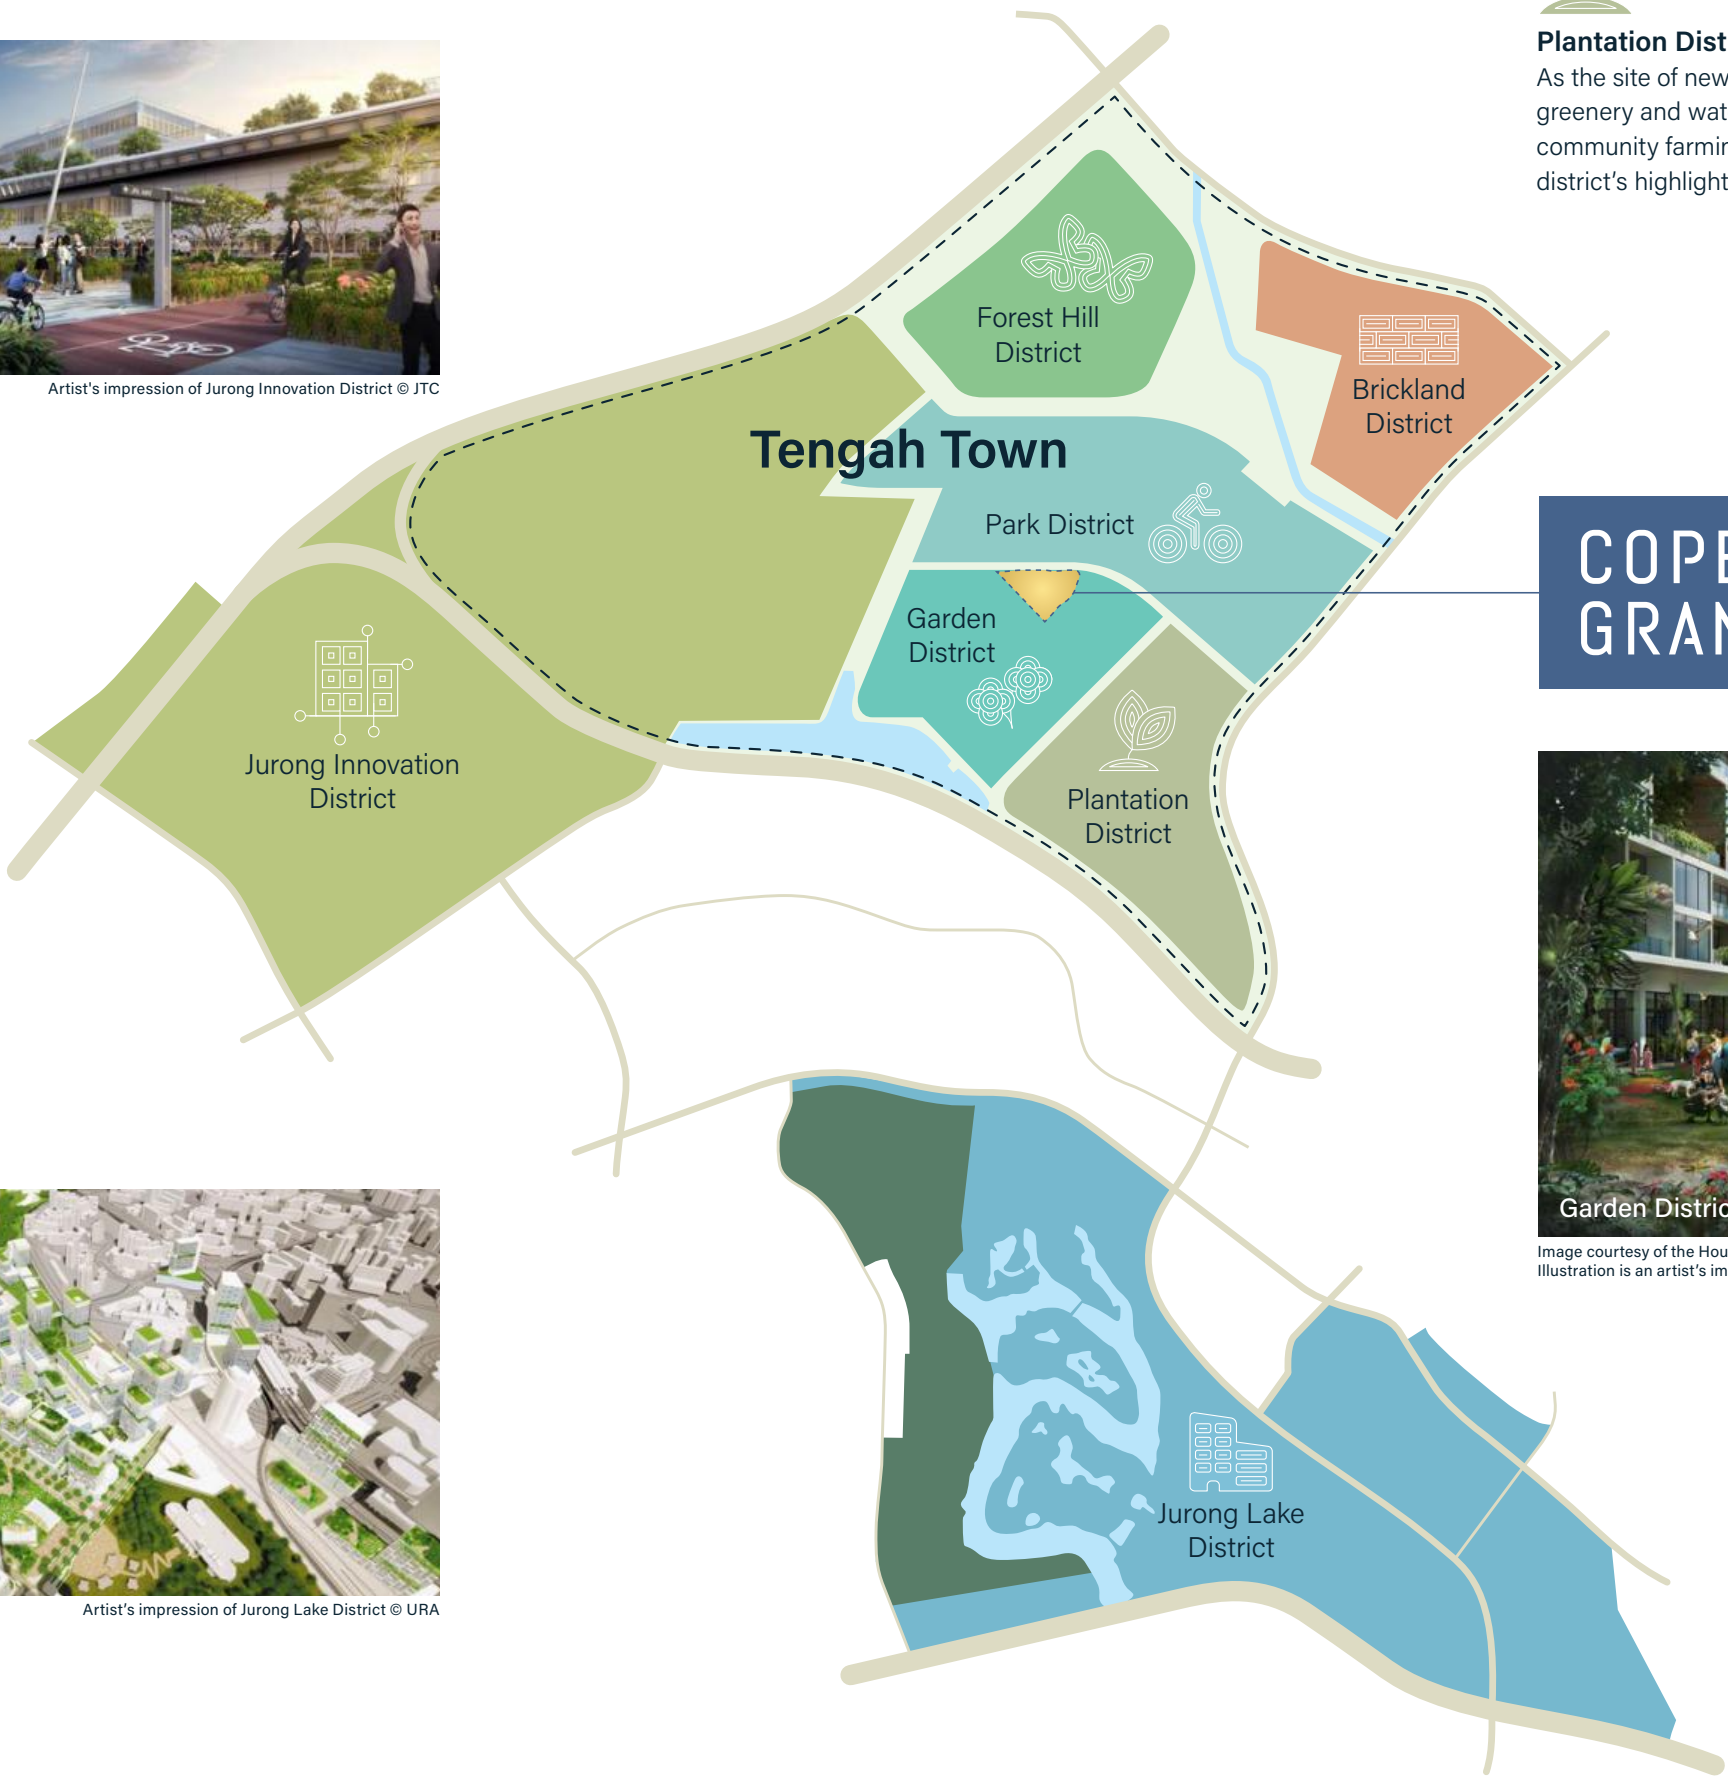 Plantation Dist
As the site of new
greenery and wat
community farmin
district's highlight
Artist's impression of Jurong Innovation District © JTC
Forest Hill
District
Brickland
District
Tengah Town
Park District
COPE
GRAN
Garden
District
Jurong Innovation
District
Plantation
District
Garden Distric
Image courtesy of the Hou
Illustration is an artist's im
Jurong Lake
District
Artist's impression of Jurong Lake District © URA